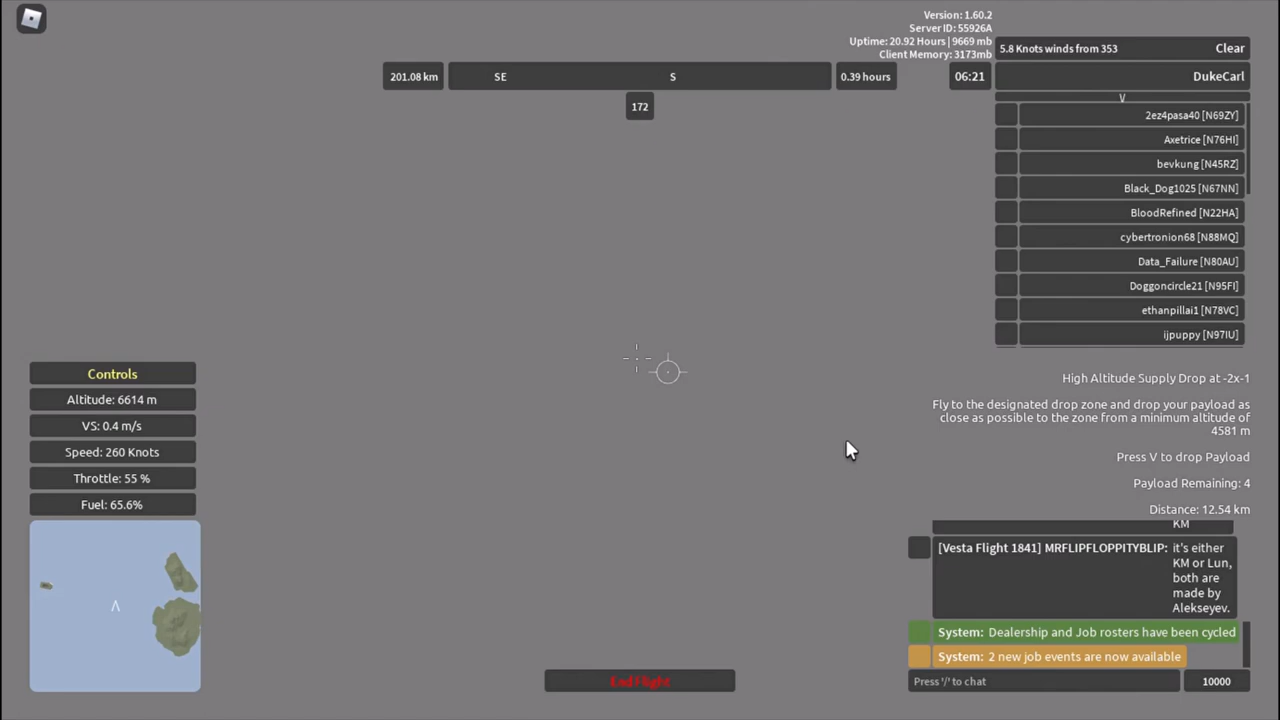 Version: 1.60.2
Server ID: 55926A
Uptime: 20.92 Hours | 9669 mb
Client Memory: 3173mb
5.8 Knots winds from 353
Clear
201.08 km
SE
S
0.39 hours
06:21
DukeCarl
172
V
2ez4pasa40 [N69ZY]
Axetrice [N76HI]
bevkung [N45RZ]
Black_Dog1025 [N67NN]
BloodRefined [N22HA]
cybertronion68 [N88MQ]
Data_Failure [N80AU]
Doggoncircle21 [N95FI]
ethanpillai1 [N78VC]
ijpuppy [N97IU]
Controls
Altitude: 6614 m
VS: 0.4 m/s
Speed: 260 Knots
Throttle: 55 %
Fuel: 65.6%
High Altitude Supply Drop at -2x-1
Fly to the designated drop zone and drop your payload as
close as possible to the zone from a minimum altitude of
4581 m
Press V to drop Payload
Payload Remaining: 4
Distance: 12.54 km
KM
[Vesta Flight 1841] MRFLIPFLOPPITYBLIP: it's either
KM or Lun,
both are
made by
Alekseyev.
System: Dealership and Job rosters have been cycled
System: 2 new job events are now available
Press '/' to chat
10000
End Flight